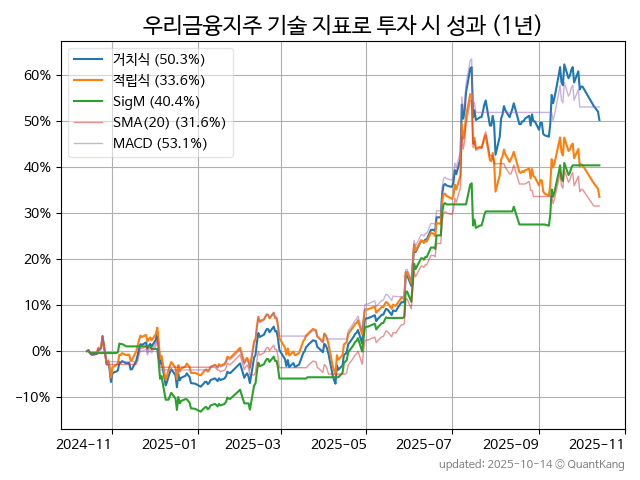 우리금융지주 기술 지표로 투자 시 성과 (1년)
거치식 (50.3%)
적립식 (33.6%)
SigM (40.4%)
SMA(20) (31.6%)
MACD (53.1%)
60%
50%
40%
30%
20%
10%
0%
−10%
2024-11 2025-01 2025-03 2025-05 2025-07 2025-09 2025-11
updated: 2025-10-14 © QuantKang